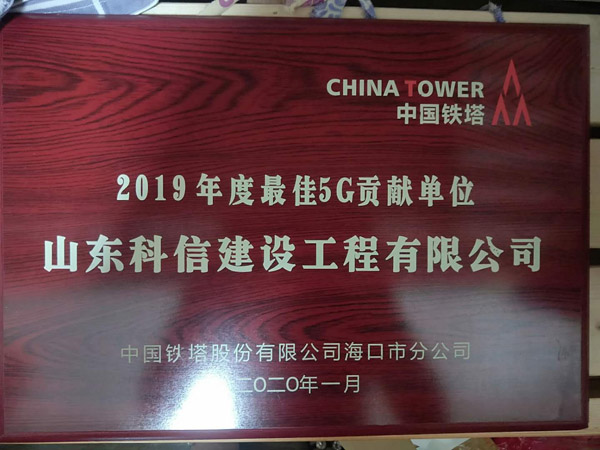 CHINA TOWER
中国铁塔
2019年度最佳5G贡献单位
山东科信建设工程有限公司
中国铁塔股份有限公司海口市分公司
二〇二〇年一月